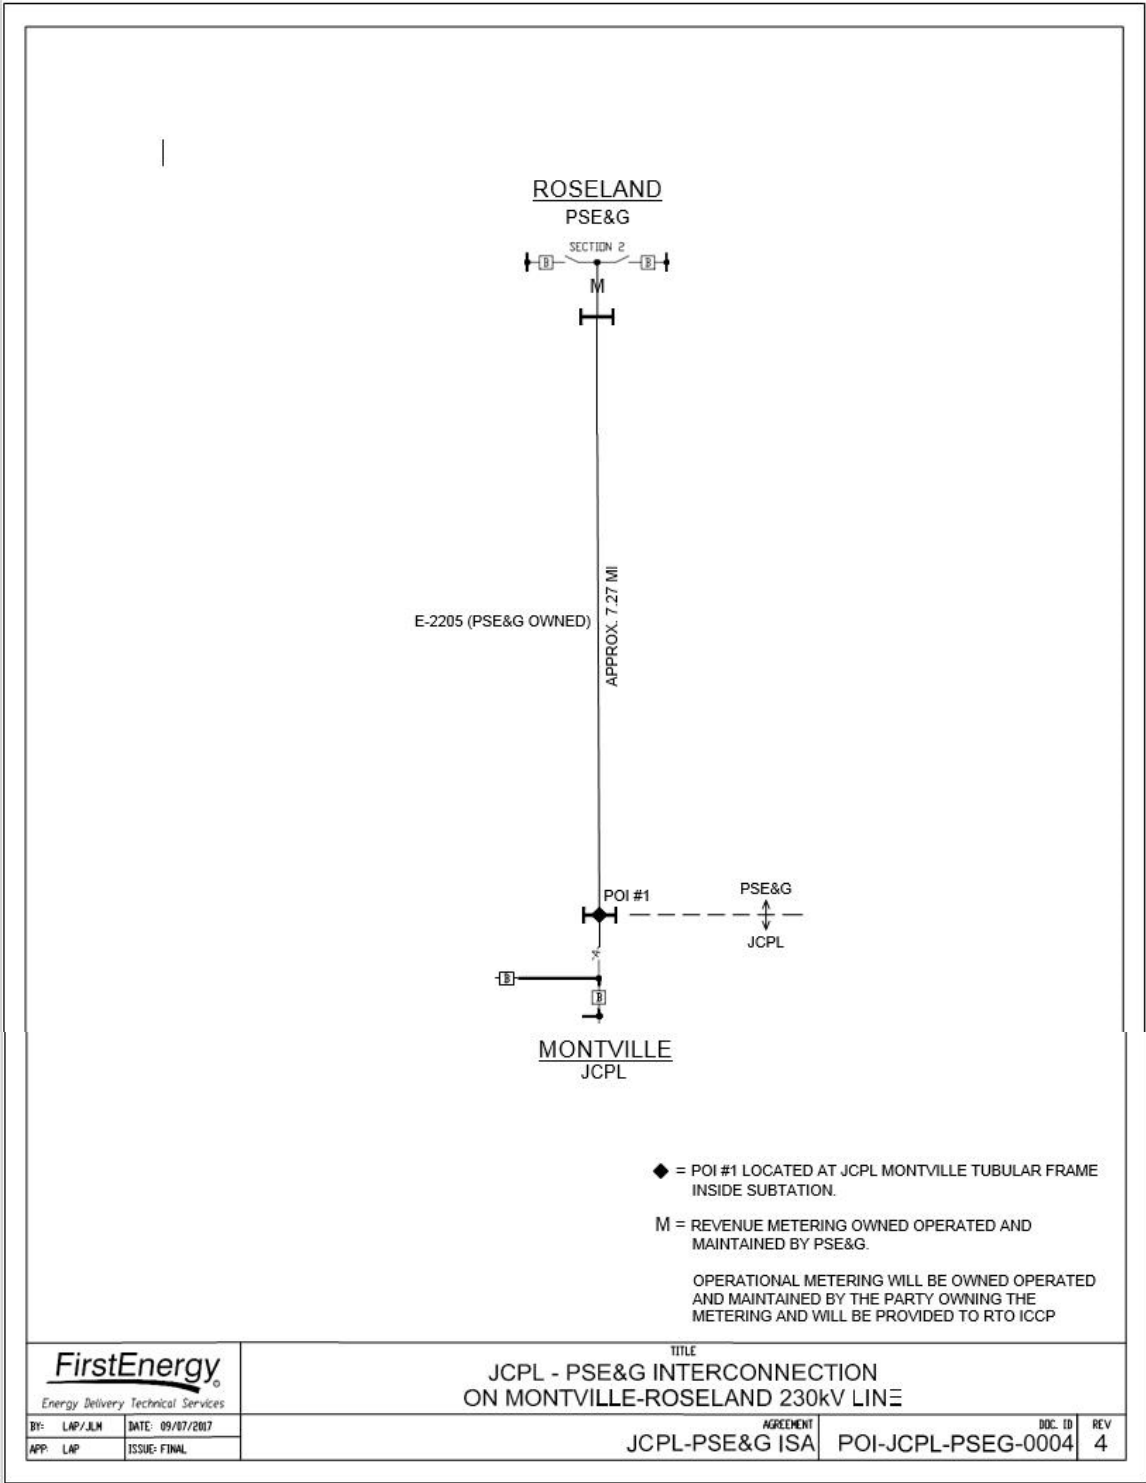 ROSELAND
PSE&G
SECTION 2
B
B
M
E-2205 (PSE&G OWNED)
APPROX. 7.27 MI
POI #1
PSE&G
JCPL
B
B
MONTVILLE
JCPL
= POI #1 LOCATED AT JCPL MONTVILLE TUBULAR FRAME
INSIDE SUBTATION.
M = REVENUE METERING OWNED OPERATED AND
MAINTAINED BY PSE&G.
OPERATIONAL METERING WILL BE OWNED OPERATED
AND MAINTAINED BY THE PARTY OWNING THE
METERING AND WILL BE PROVIDED TO RTO ICCP
FirstEnergy
Energy Delivery Technical Services
BY: LAP/JLM
DATE: 09/07/2017
APP: LAP
ISSUE: FINAL
TITLE
JCPL - PSE&G INTERCONNECTION
ON MONTVILLE-ROSELAND 230kV LINE
AGREEMENT
JCPL-PSE&G ISA
DOC. ID
POI-JCPL-PSEG-0004
REV
4